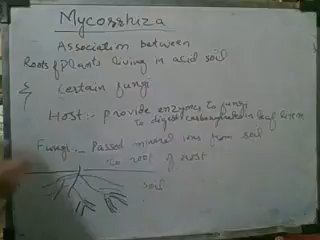 Mycorrhiza
Association between
Roots of Plants living in acid soil
& Certain fungi
Host:- Provide enzymes to fungi
to digest carbohydrates in leaf litter
Fungi:- Passed mineral ions from soil
to root of host
soil